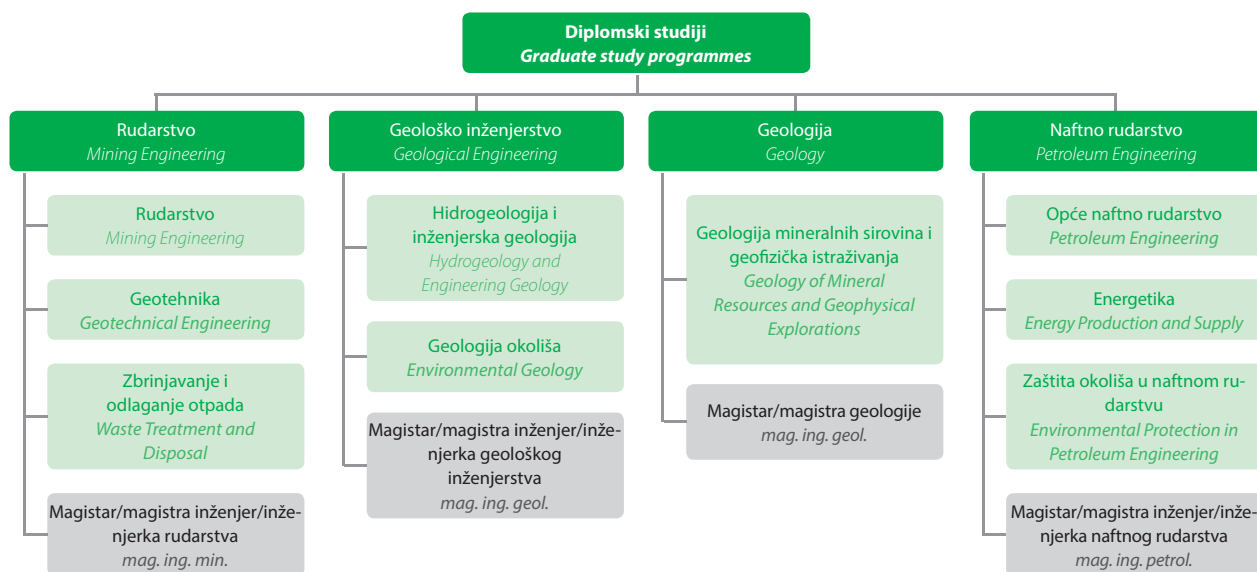 Diplomski studiji
Graduate study programmes
Rudarstvo
Mining Engineering
Rudarstvo
Mining Engineering
Geotehnika
Geotechnical Engineering
Zbrinjavanje i
odlaganje otpada
Waste Treatment and
Disposal
Magistar/magistra inženjer/inže-
njerka rudarstva
mag. ing. min.
Geološko inženjerstvo
Geological Engineering
Hidrogeologija i
inženjerska geologija
Hydrogeology and
Engineering Geology
Geologija okoliša
Environmental Geology
Magistar/magistra inženjer/inže-
njerka geološkog
inženjerstva
mag. ing. geol.
Geologija
Geology
Geologija mineralnih sirovina i
geofizička istraživanja
Geology of Mineral
Resources and Geophysical
Explorations
Magistar/magistra geologije
mag. ing. geol.
Naftno rudarstvo
Petroleum Engineering
Opće naftno rudarstvo
Petroleum Engineering
Energetika
Energy Production and Supply
Zaštita okoliša u naftnom ru-
darstvu
Environmental Protection in
Petroleum Engineering
Magistar/magistra inženjer/inže-
njerka naftnog rudarstva
mag. ing. petrol.